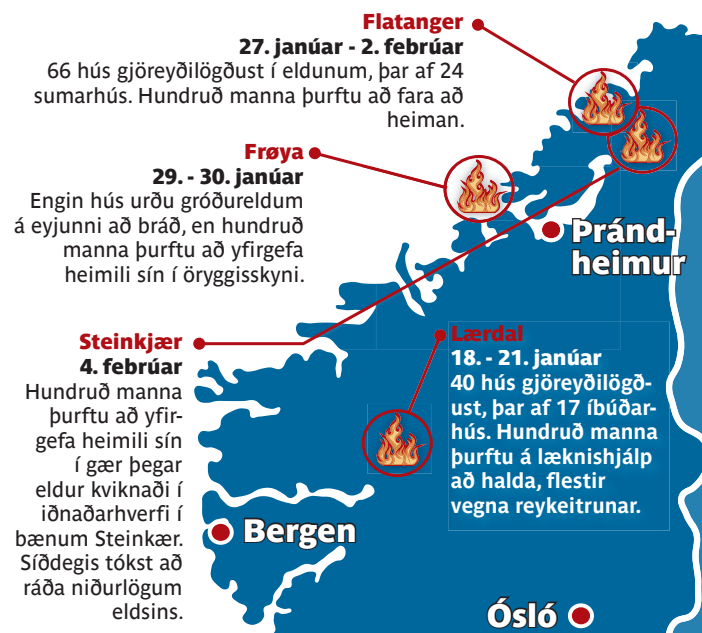 Flatanger
27. janúar - 2. febrúar
66 hús gjöreyðilögðust í eldunum, þar af 24
sumarhús. Hundruð manna þurftu að fara að
heiman.
Frøya
29. - 30. janúar
Engin hús urðu gróðureldum
á eyjunni að bráð, en hundruð
manna þurftu að yfirgefa
heimili sín í öryggisskyni.
Þránd-
heimur
Steinkjær
4. febrúar
Hundruð manna
þurftu að yfir-
gefa heimili sín
í gær þegar
eldur kviknaði í
iðnaðarhverfi í
bænum Steinkær.
Síðdegis tókst að
ráða niðurlögum
eldsins.
Lærdal
18. - 21. janúar
40 hús gjöreyðilögð-
ust, þar af 17 íbúðar-
hús. Hundruð manna
þurftu á læknishjálp
að halda, flestir
vegna reykeitrunar.
Bergen
Ósló